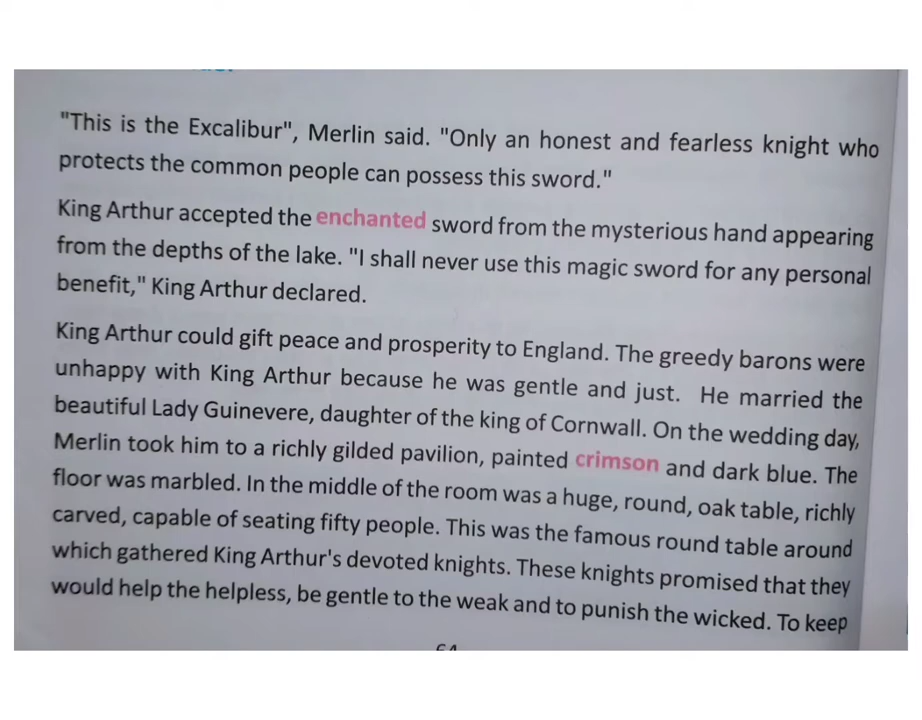 "This is the Excalibur", Merlin said. "Only an honest and fearless knight who
protects the common people can possess this sword."
King Arthur accepted the enchanted sword from the mysterious hand appearing
from the depths of the lake. "I shall never use this magic sword for any personal
benefit," King Arthur declared.
King Arthur could gift peace and prosperity to England. The greedy barons were
unhappy with King Arthur because he was gentle and just. He married the
beautiful Lady Guinevere, daughter of the king of Cornwall. On the wedding day,
Merlin took him to a richly gilded pavilion, painted crimson and dark blue. The
floor was marbled. In the middle of the room was a huge, round, oak table, richly
carved, capable of seating fifty people. This was the famous round table around
which gathered King Arthur's devoted knights. These knights promised that they
would help the helpless, be gentle to the weak and to punish the wicked. To keep